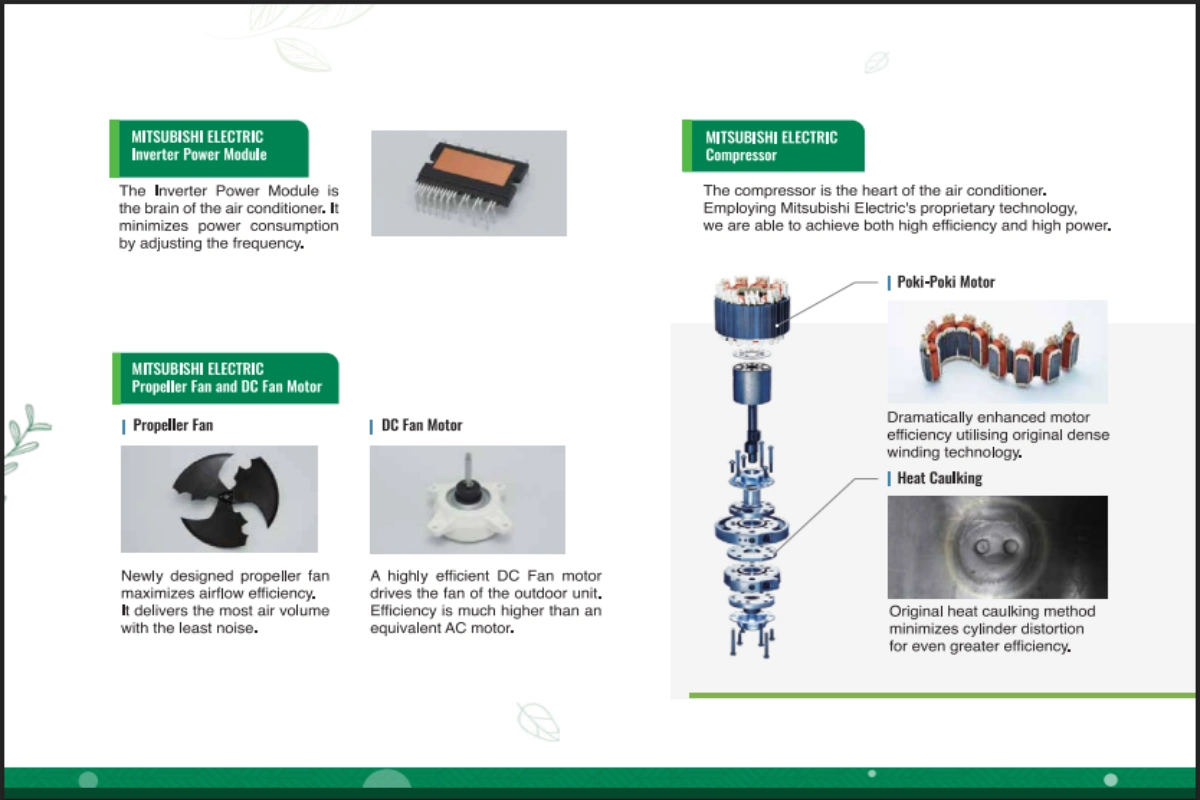 MITSUBISHI ELECTRIC
Inverter Power Module
The Inverter Power Module is
the brain of the air conditioner. It
minimizes power consumption
by adjusting the frequency.
MITSUBISHI ELECTRIC
Propeller Fan and DC Fan Motor
Propeller Fan
Newly designed propeller fan
maximizes airflow efficiency.
It delivers the most air volume
with the least noise.
DC Fan Motor
A highly efficient DC Fan motor
drives the fan of the outdoor unit.
Efficiency is much higher than an
equivalent AC motor.
MITSUBISHI ELECTRIC
Compressor
The compressor is the heart of the air conditioner.
Employing Mitsubishi Electric's proprietary technology,
we are able to achieve both high efficiency and high power.
Poki-Poki Motor
Dramatically enhanced motor
efficiency utilising original dense
winding technology.
Heat Caulking
Original heat caulking method
minimizes cylinder distortion
for even greater efficiency.